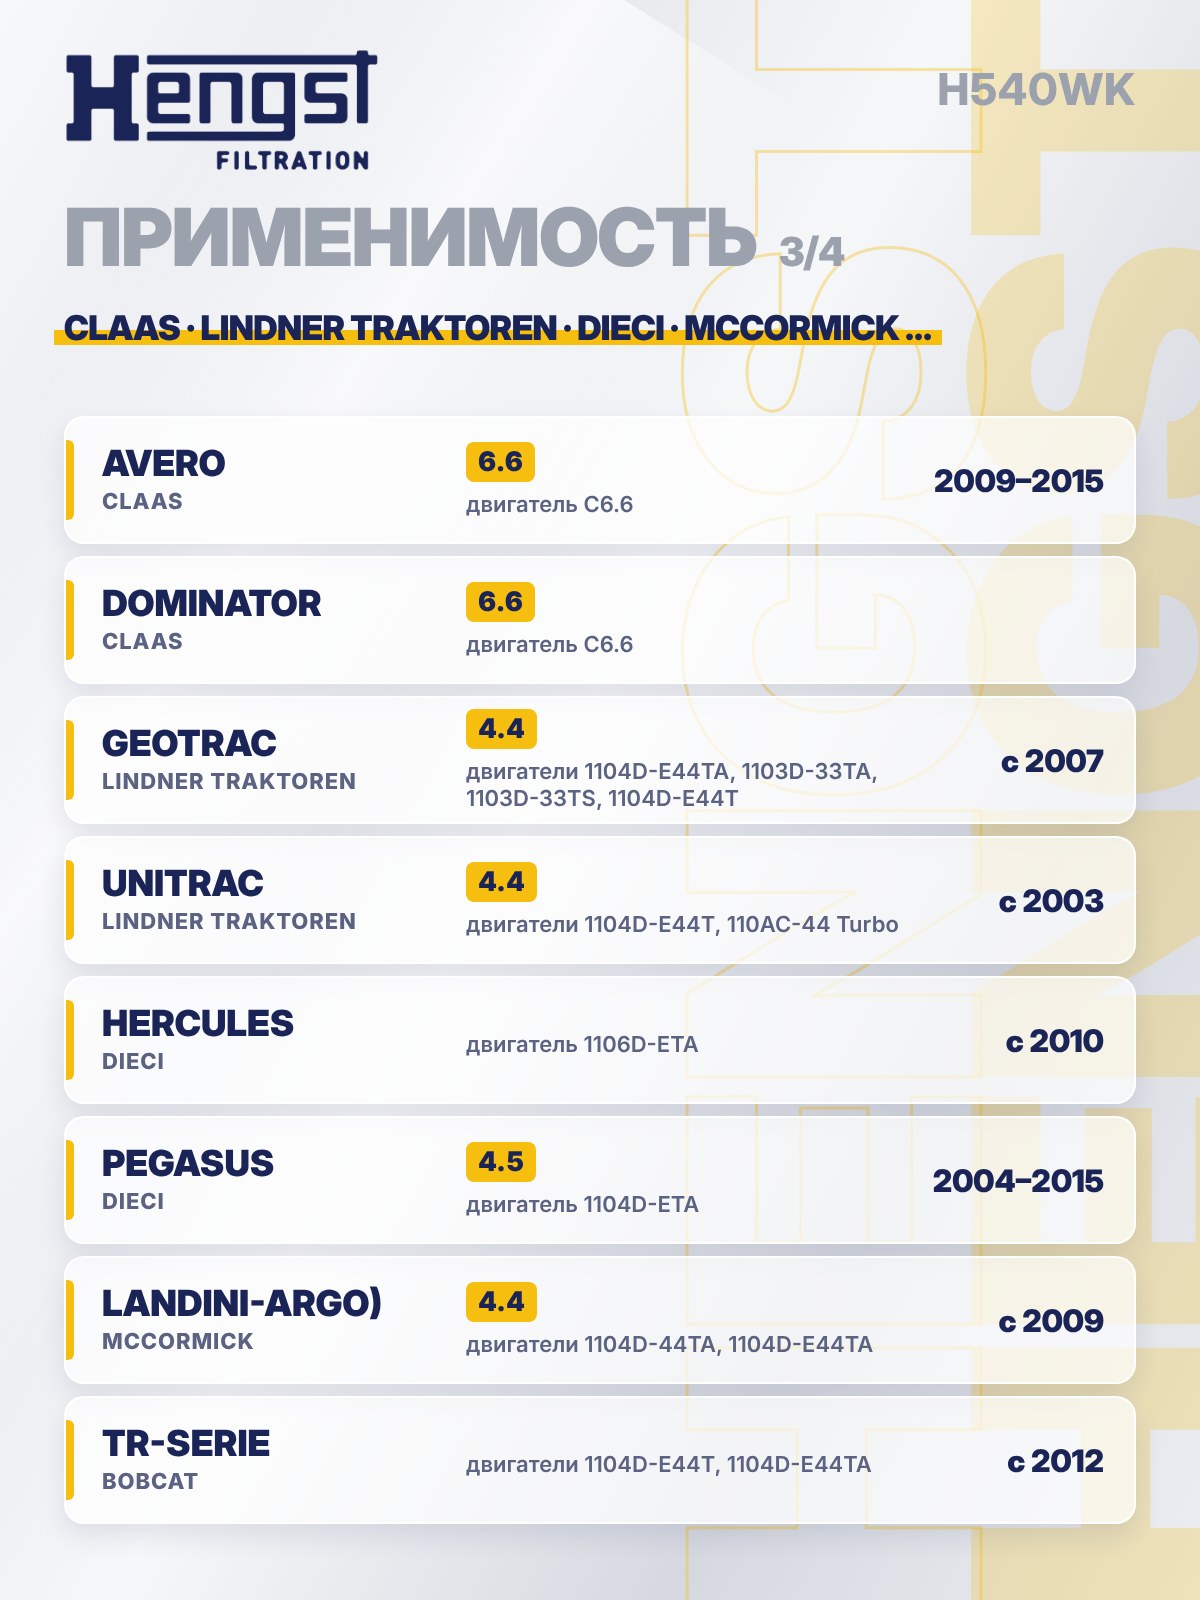 Hengst
FILTRATION
H540WK
ПРИМЕНИМОСТЬ 3/4
CLAAS · LINDNER TRAKTOREN · DIECI · MCCORMICK ...
AVERO
CLAAS
6.6
двигатель C6.6
2009–2015
DOMINATOR
CLAAS
6.6
двигатель C6.6
GEOTRAC
LINDNER TRAKTOREN
4.4
двигатели 1104D-E44TA, 1103D-33TA,
1103D-33TS, 1104D-E44T
с 2007
UNITRAC
LINDNER TRAKTOREN
4.4
двигатели 1104D-E44T, 110AC-44 Turbo
с 2003
HERCULES
DIECI
двигатель 1106D-ETA
с 2010
PEGASUS
DIECI
4.5
двигатель 1104D-ETA
2004–2015
LANDINI-ARGO)
MCCORMICK
4.4
двигатели 1104D-44TA, 1104D-E44TA
с 2009
TR-SERIE
BOBCAT
двигатели 1104D-E44T, 1104D-E44TA
с 2012
HENGST
HENGST